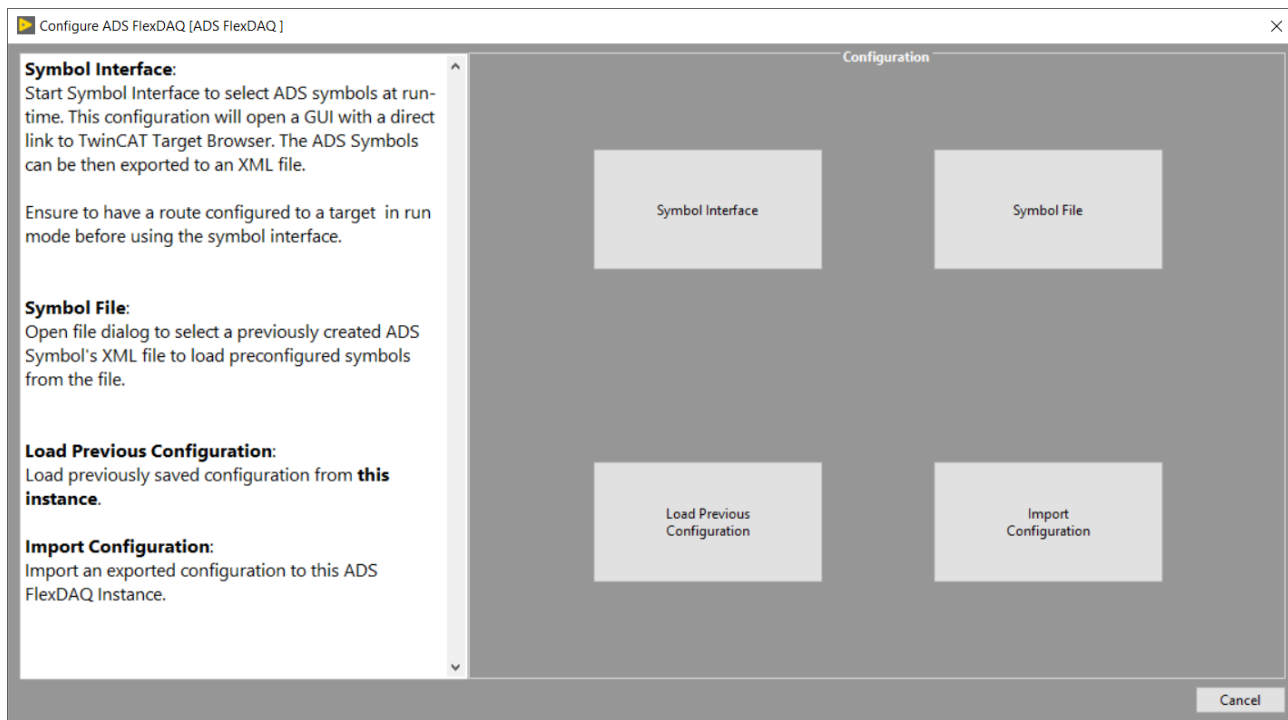 Configure ADS FlexDAQ [ADS FlexDAQ ]
Symbol Interface:
Start Symbol Interface to select ADS symbols at run-
time. This configuration will open a GUI with a direct
link to TwinCAT Target Browser. The ADS Symbols
can be then exported to an XML file.
Ensure to have a route configured to a target in run
mode before using the symbol interface.
Symbol File:
Open file dialog to select a previously created ADS
Symbol's XML file to load preconfigured symbols
from the file.
Load Previous Configuration:
Load previously saved configuration from this
instance.
Import Configuration:
Import an exported configuration to this ADS
FlexDAQ Instance.
Configuration
Symbol Interface
Symbol File
Load Previous
Configuration
Import
Configuration
Cancel